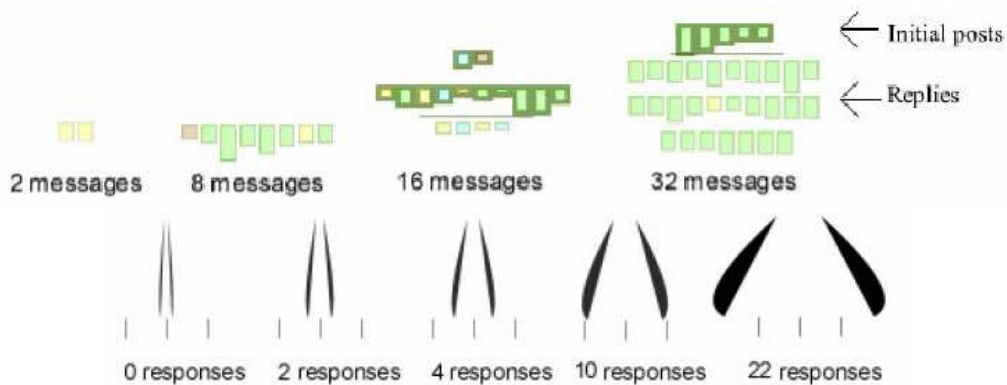 Initial posts
Replies
2 messages 8 messages 16 messages 32 messages
0 responses 2 responses 4 responses 10 responses 22 responses